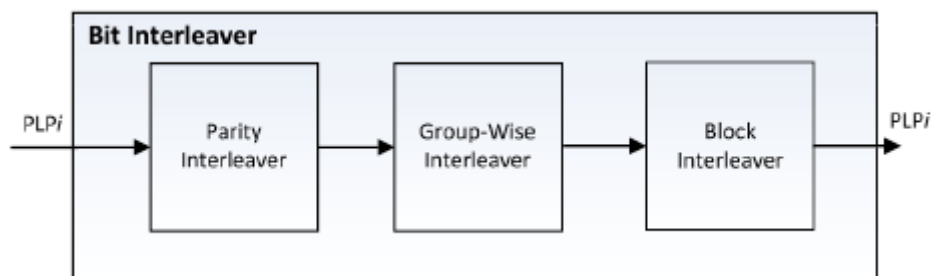 Bit Interleaver
PLPi
Parity
Interleaver
Group-Wise
Interleaver
Block
Interleaver
PLPi